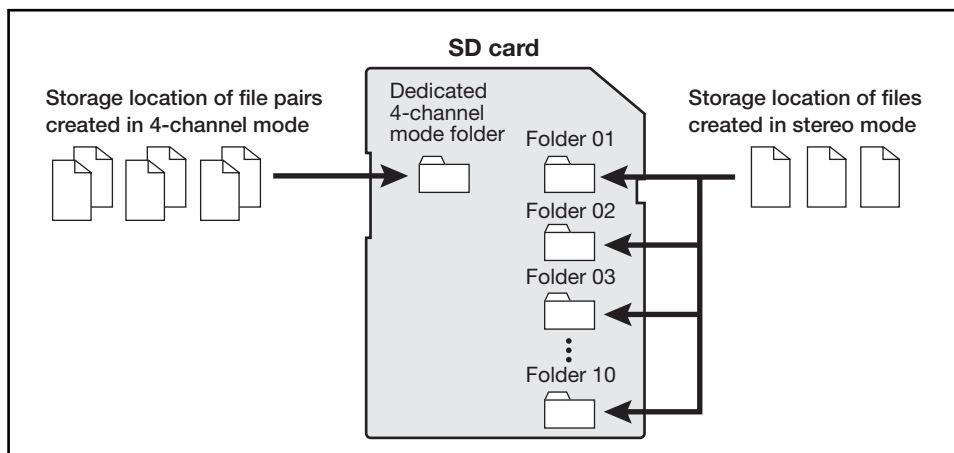 SD card
Storage location of file pairs
created in 4-channel mode
Dedicated
4-channel
mode folder
Storage location of files
created in stereo mode
Folder 01
Folder 02
Folder 03
Folder 10